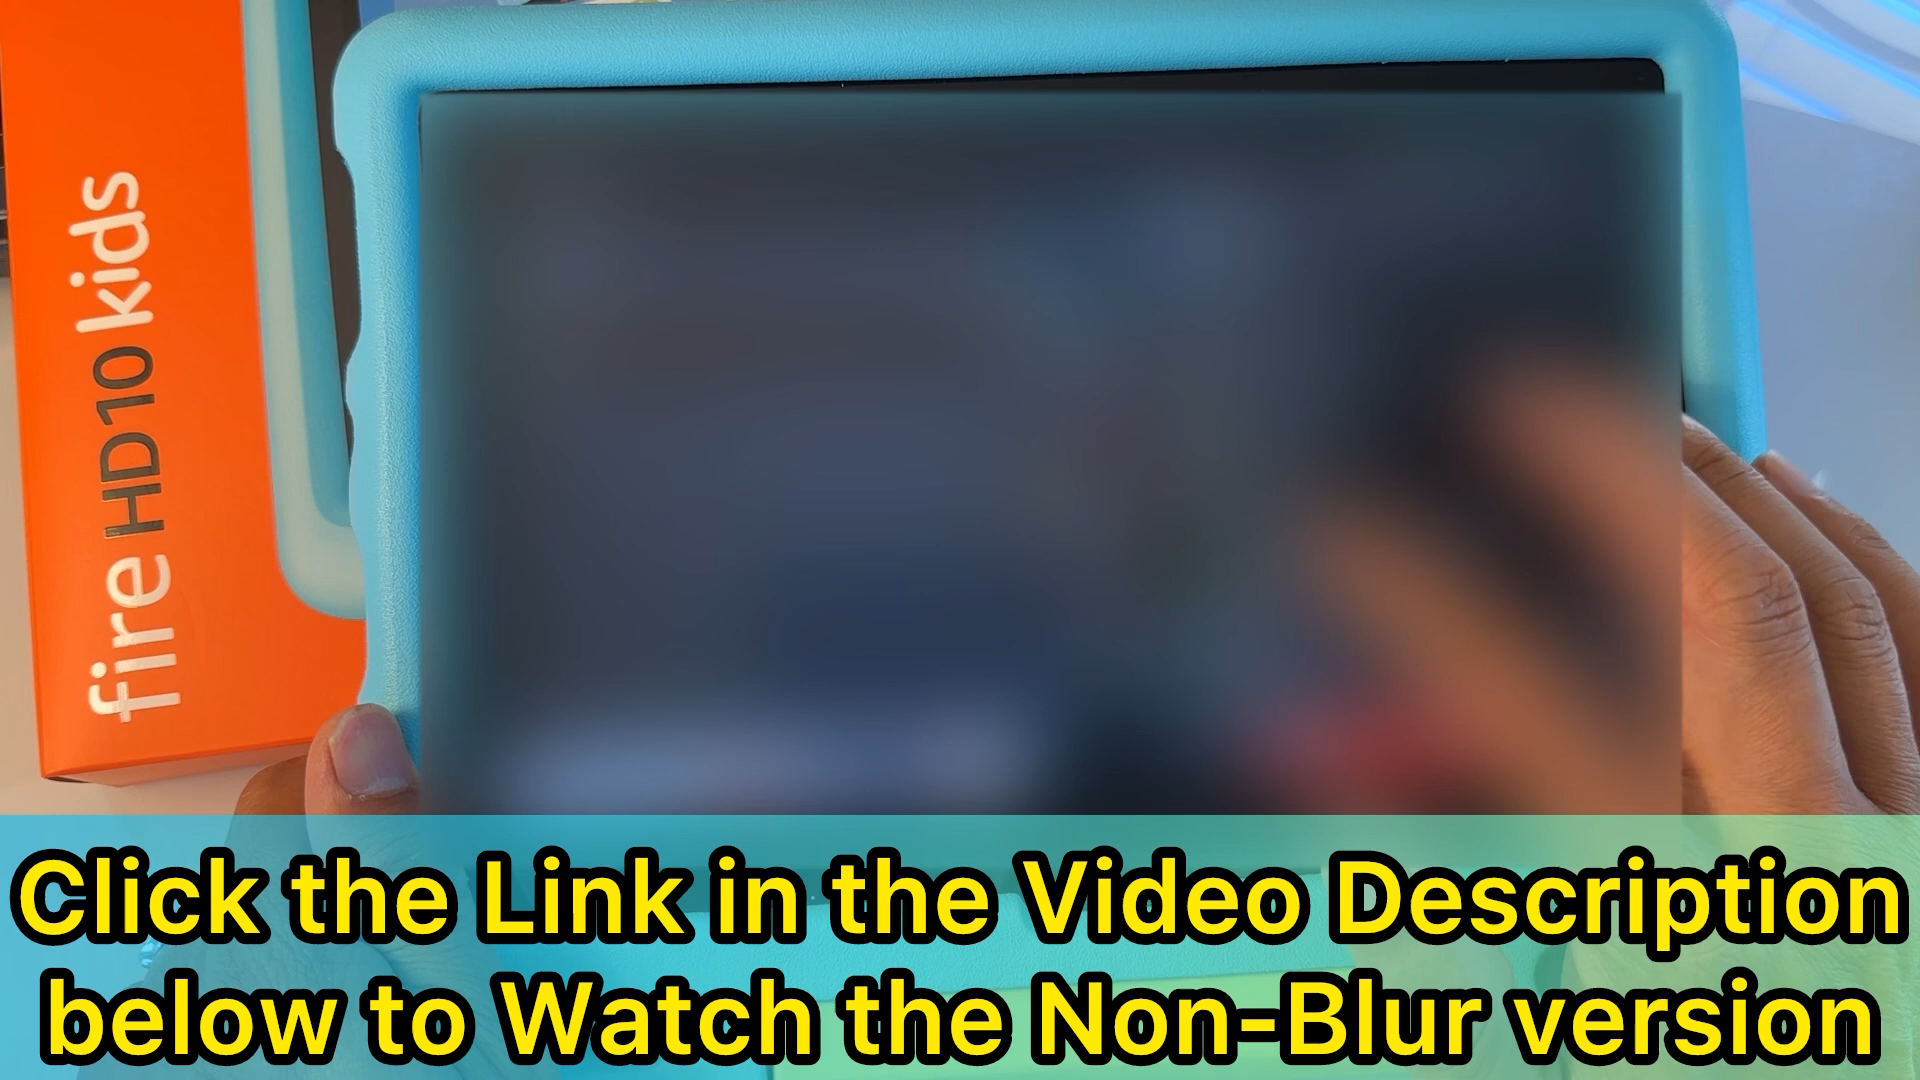 fire HD10 kids
Click the Link in the Video Description
below to Watch the Non-Blur version